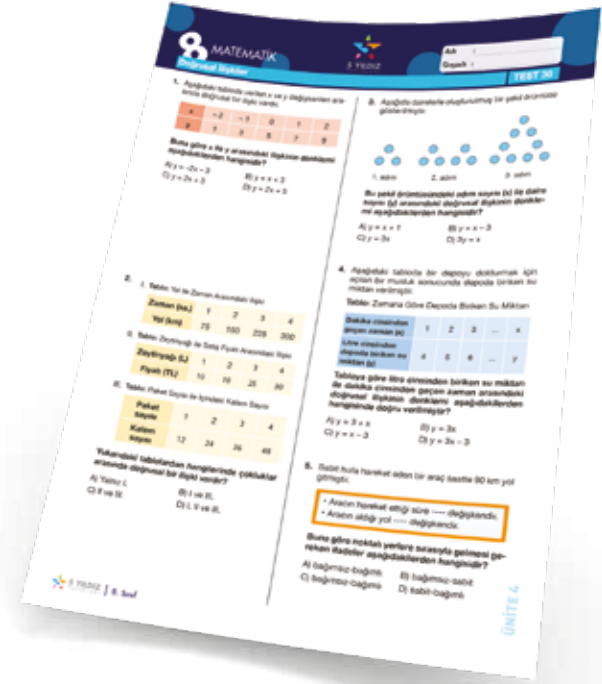 8 MATEMATİK
Doğrusal İlişkiler
5 YILDIZ
Adı :
Soyadı :
TEST 30
1. Aşağıdaki tabloda verilen x ve y değişkenleri ara-
sında doğrusal bir ilişki vardır.
x -2 -1 0 1 2
y 1 3 5 7 9
Buna göre x ile y arasındaki ilişkinin denklemi
aşağıdakilerden hangisidir?
A) y = -2x - 3 B) y = x + 3
C) y = 2x + 3 D) y = 2x + 5
2. I. Tablo: Yol ile Zaman Arasındaki İlişki
Zaman (sa.) 1 2 3 4
Yol (km) 75 150 225 300
II. Tablo: Zeytinyağı ile Satış Fiyatı Arasındaki İlişki
Zeytinyağı (L) 1 2 3 4
Fiyatı (TL)
III. Tablo: Paket Sayısı ile İçindeki Kalem Sayısı
Paket
sayısı 1 2 3 4
Kalem
sayısı 12 24 36 48
Yukarıdaki tablolardan hangilerinde çokluklar
arasında doğrusal bir ilişki vardır?
A) Yalnız I. B) I ve III.
C) II ve III. D) I, II ve III.
3. Aşağıda dairelerle oluşturulmuş bir şekil örüntüsü
gösterilmiştir.
1. adım 2. adım 3. adım
Bu şekil örüntüsündeki adım sayısı (x) ile daire
sayısı (y) arasındaki doğrusal ilişkinin denkle-
mi aşağıdakilerden hangisidir?
A) y = x + 1 B) y = x - 3
C) y = 3x D) 3y = x
4. Aşağıdaki tabloda bir depoyu doldurmak için
açılan bir musluk sonucunda depoda biriken su
miktarı verilmiştir.
Tablo: Zamana Göre Depoda Biriken Su Miktarı
Dakika cinsinden
geçen zaman (x) 1 2 3 ... x
Litre cinsinden
depoda biriken su
miktarı (y) 4 5 6 ... y
Tabloya göre litre cinsinden biriken su miktarı
ile dakika cinsinden geçen zaman arasındaki
doğrusal ilişkinin denklemi aşağıdakilerden
hangisinde doğru verilmiştir?
A) y = 3 + x B) y = 3x
C) y = x - 3 D) y = 3x - 3
5. Sabit hızla hareket eden bir araç saatte 90 km yol
gitmiştir.
• Aracın hareket ettiği süre ---- değişkendir.
• Aracın aldığı yol ---- değişkendir.
Buna göre noktalı yerlere sırasıyla gelmesi ge-
reken ifadeler aşağıdakilerden hangisidir?
A) bağımsız-bağımlı B) bağımsız-sabit
C) bağımsız-bağımlı D) sabit-bağımlı
5 YILDIZ | 8. Sınıf
ÜNİTE 4